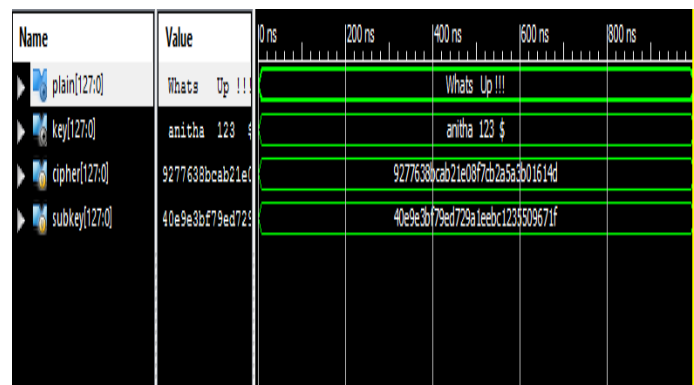 Name Value 0 ns 200 ns 400 ns 600 ns 800 ns
plain[127:0] Whats Up !!! Whats Up !!!
key[127:0] anitha 123 $ anitha 123 $
cipher[127:0] 9277638bcab21e0 9277638bcab21e08f7cb2a5a3b01614d
subkey[127:0] 40e9e3bf79ed729 40e9e3bf79ed729a1eebc1235509671f